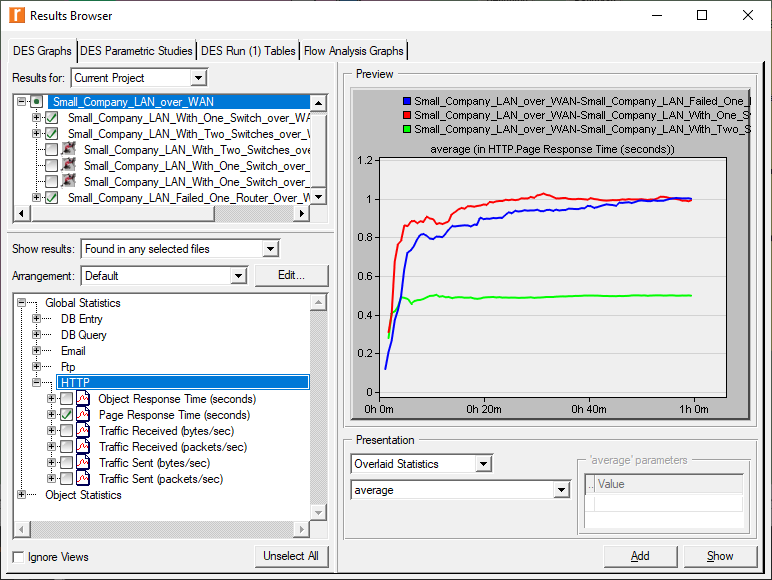 Results Browser
DES Graphs DES Parametric Studies DES Run (1) Tables Flow Analysis Graphs
Results for: Current Project
Small_Company_LAN_over_WAN
Small_Company_LAN_With_One_Switch_over_WA
Small_Company_LAN_With_Two_Switches_over_W
Small_Company_LAN_With_Two_Switches_ove
Small_Company_LAN_With_One_Switch_over_
Small_Company_LAN_With_One_Switch_over_
Small_Company_LAN_Failed_One_Router_Over_W
Show results: Found in any selected files
Arrangement: Default Edit...
Global Statistics
DB Entry
DB Query
Email
Ftp
HTTP
Object Response Time (seconds)
Page Response Time (seconds)
Traffic Received (bytes/sec)
Traffic Received (packets/sec)
Traffic Sent (bytes/sec)
Traffic Sent (packets/sec)
Object Statistics
Ignore Views Unselect All
Preview
Small_Company_LAN_over_WAN-Small_Company_LAN_Failed_One_
Small_Company_LAN_over_WAN-Small_Company_LAN_With_One_S
Small_Company_LAN_over_WAN-Small_Company_LAN_With_Two_S
average (in HTTP.Page Response Time (seconds))
1.2
1
0.8
0.6
0.4
0.2
0
0h 0m 0h 20m 0h 40m 1h 0m
Presentation
Overlaid Statistics
average
'average' parameters
... Value
Add Show